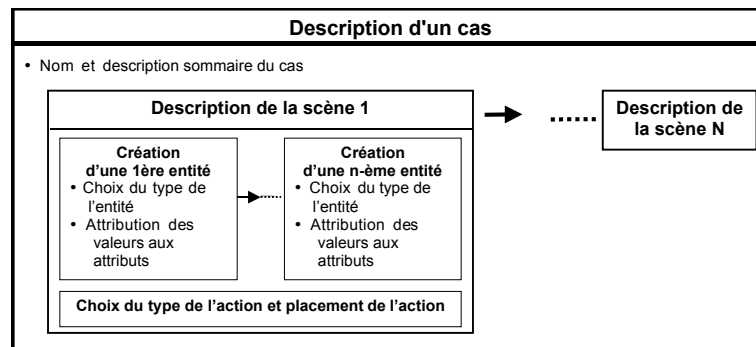 Description d'un cas
• Nom et description sommaire du cas
Description de la scène 1
Création
d'une 1ère entité
• Choix du type de
l'entité
• Attribution des
valeurs aux
attributs
Création
d'une n-ème entité
• Choix du type de
l'entité
• Attribution des
valeurs aux
attributs
Choix du type de l'action et placement de l'action
Description de
la scène N